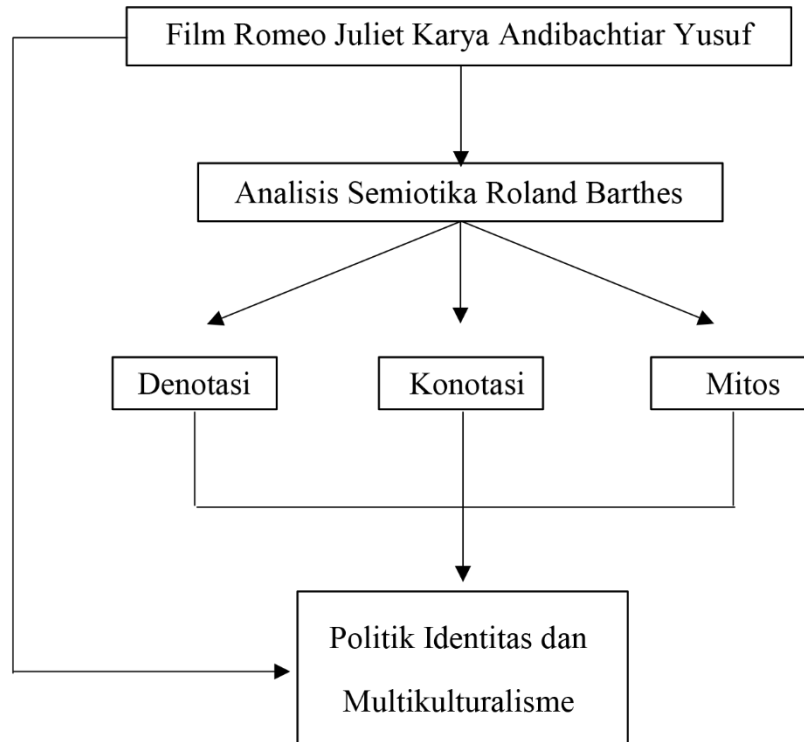 Film Romeo Juliet Karya Andibachtiar Yusuf
Analisis Semiotika Roland Barthes
Denotasi
Konotasi
Mitos
Politik Identitas dan
Multikulturalisme